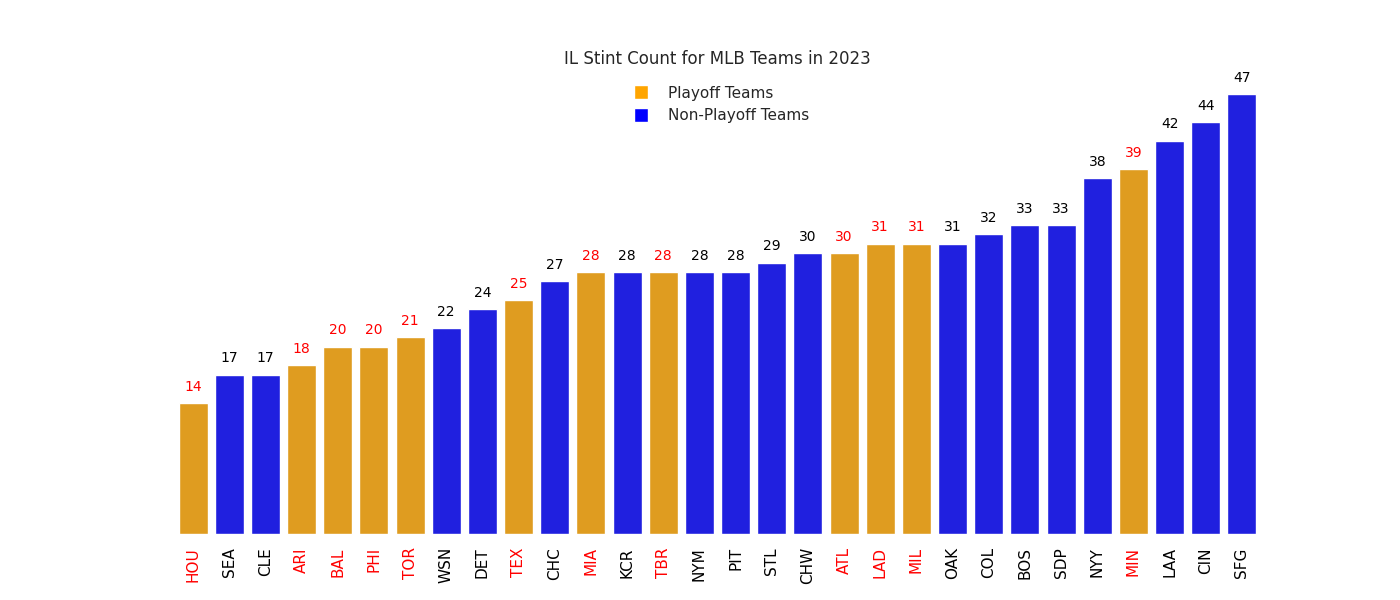 IL Stint Count for MLB Teams in 2023
Playoff Teams
Non-Playoff Teams
14
17
17
18
20
20
21
22
24
25
27
28
28
28
28
28
29
30
30
31
31
31
32
33
33
38
39
42
44
47
HOU
SEA
CLE
ARI
BAL
PHI
TOR
WSN
DET
TEX
CHC
MIA
KCR
TBR
NYM
PIT
STL
CHW
ATL
LAD
MIL
OAK
COL
BOS
SDP
NYY
MIN
LAA
CIN
SFG